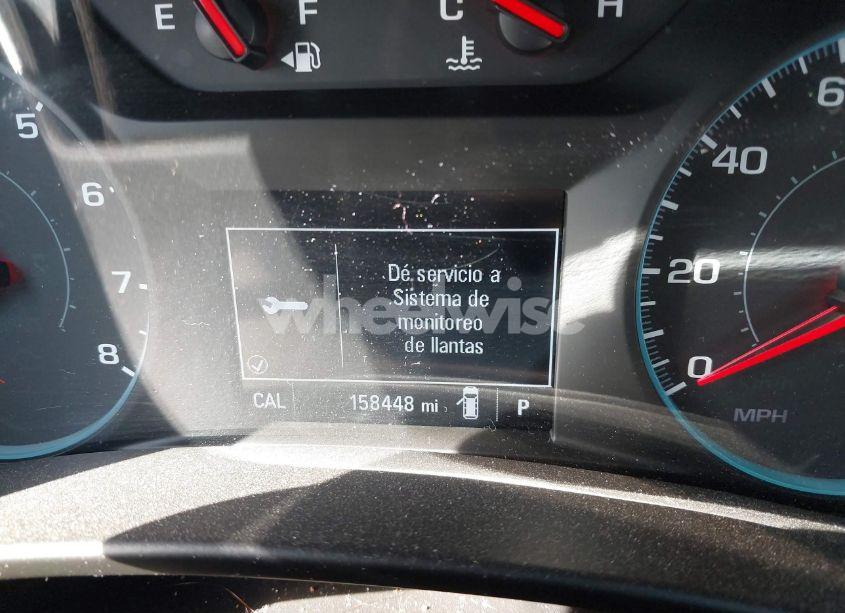 E F C H
5
6
7
8
40
20
0
MPH
Dé servicio a
Sistema de
monitoreo
de llantas
wheelwise
CAL 158448 mi P